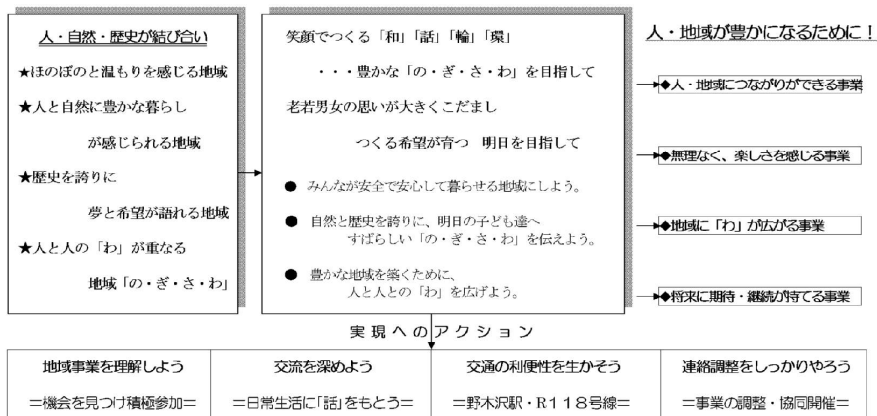 人・自然・歴史が結び合い
★ほのぼのと温もりを感じる地域
★人と自然に豊かな暮らし
が感じられる地域
★歴史を誇りに
夢と希望が語れる地域
★人と人の「わ」が重なる
地域「の・ぎ・さ・わ」
笑顔でつくる「和」「話」「輪」「環」
・・・豊かな「の・ぎ・さ・わ」を目指して
老若男女の思いが大きくこだまし
つくる希望が育つ 明日を目指して
● みんなが安全で安心して暮らせる地域にしよう。
● 自然と歴史を誇りに、明日の子ども達へ
すばらしい「の・ぎ・さ・わ」を伝えよう。
● 豊かな地域を築くために、
人と人との「わ」を広げよう。
人・地域が豊かになるために!
◆人・地域につながりができる事業
◆無理なく、楽しさを感じる事業
◆地域に「わ」が広がる事業
◆将来に期待・継続が持てる事業
実現へのアクション
地域事業を理解しよう
=機会を見つけ積極参加=
交流を深めよう
=日常生活に「話」をもとう=
交通の利便性を生かそう
=野木沢駅・R118号線=
連絡調整をしっかりやろう
=事業の調整・協同開催=